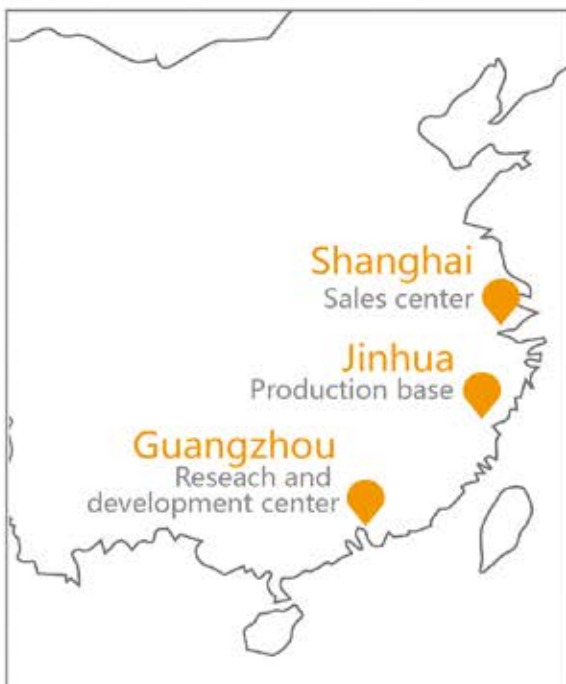 Shanghai
Sales center
Jinhua
Production base
Guangzhou
Reseach and
development center